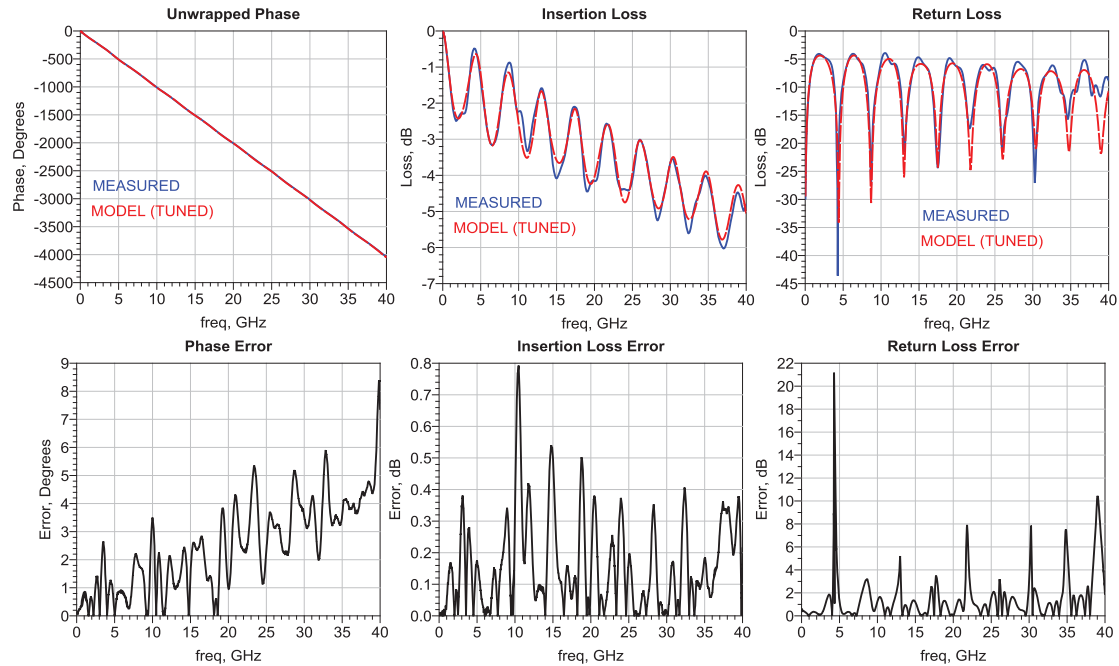 Unwrapped Phase
Phase, Degrees
0
-500
-1000
-1500
-2000
-2500
-3000
-3500
-4000
-4500
MEASURED
MODEL (TUNED)
0 5 10 15 20 25 30 35 40
freq, GHz
Insertion Loss
Loss, dB
0
-1
-2
-3
-4
-5
-6
-7
MEASURED
MODEL (TUNED)
0 5 10 15 20 25 30 35 40
freq, GHz
Return Loss
Loss, dB
0
-5
-10
-15
-20
-25
-30
-35
-40
-45
MEASURED
MODEL (TUNED)
0 5 10 15 20 25 30 35 40
freq, GHz
Phase Error
Error, Degrees
9
8
7
6
5
4
3
2
1
0
0 5 10 15 20 25 30 35 40
freq, GHz
Insertion Loss Error
Error, dB
0.8
0.7
0.6
0.5
0.4
0.3
0.2
0.1
0
0 5 10 15 20 25 30 35 40
freq, GHz
Return Loss Error
Error, dB
22
20
18
16
14
12
10
8
6
4
2
0
0 5 10 15 20 25 30 35 40
freq, GHz